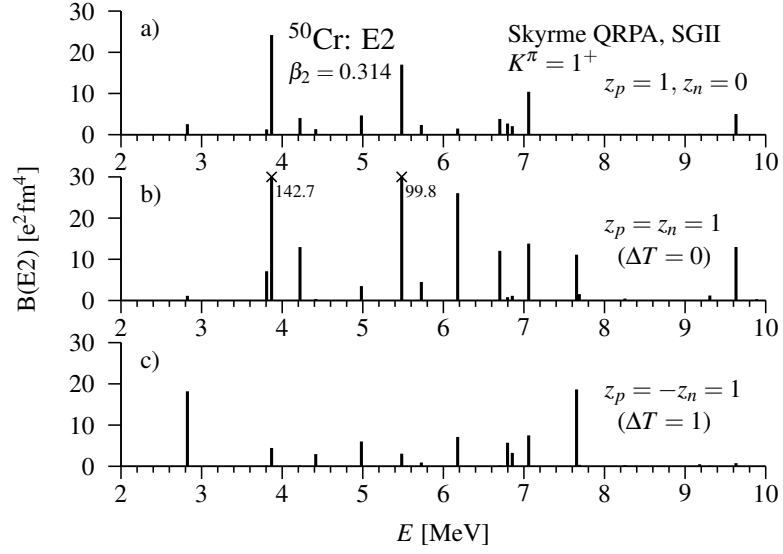 a)
⁵⁰Cr: E2
β₂ = 0.314
Skyrme QRPA, SGII
Kᵖⁱ = 1⁺
z_p = 1, z_n = 0
30
20
10
0
2 3 4 5 6 7 8 9 10
b)
142.7
99.8
z_p = z_n = 1
(ΔT = 0)
30
20
10
0
2 3 4 5 6 7 8 9 10
B(E2) [e²fm⁴]
c)
z_p = −z_n = 1
(ΔT = 1)
30
20
10
0
2 3 4 5 6 7 8 9 10
E [MeV]